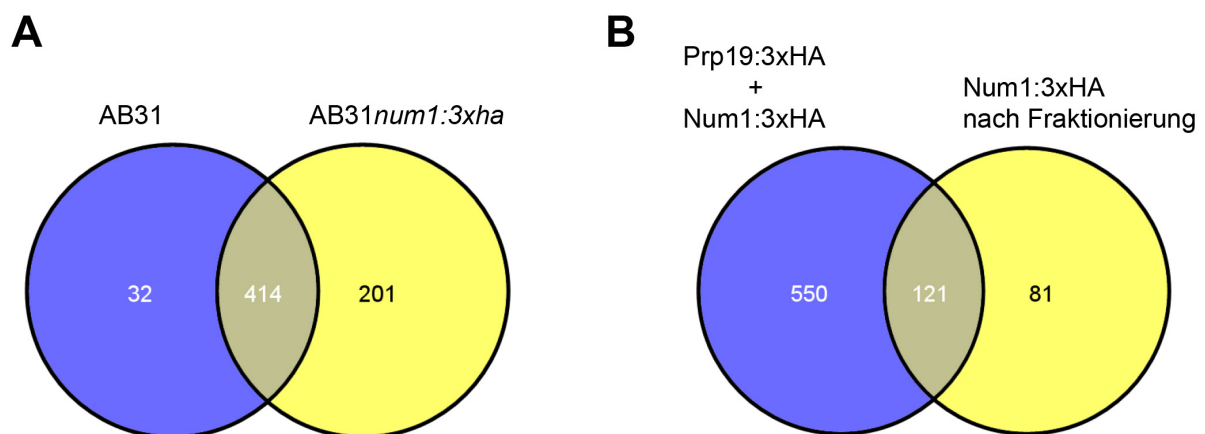 A
AB31
AB31num1:3xha
32
414
201
B
Prp19:3xHA
+
Num1:3xHA
Num1:3xHA
nach Fraktionierung
550
121
81